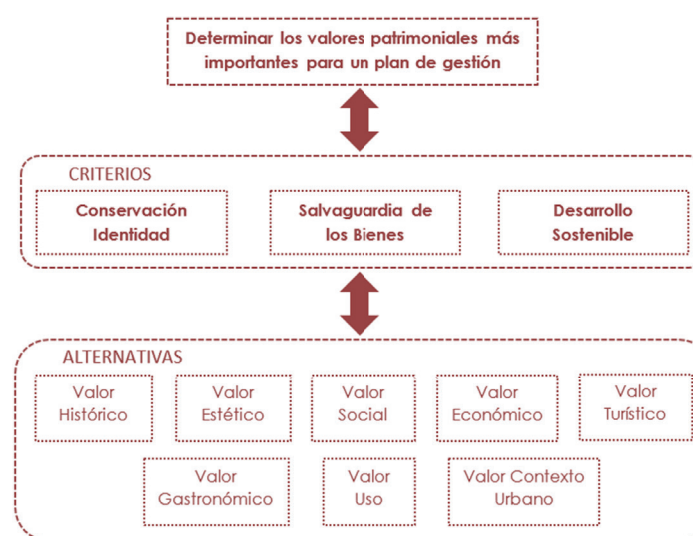 Determinar los valores patrimoniales más
importantes para un plan de gestión
CRITERIOS
Conservación
Identidad
Salvaguardia de
los Bienes
Desarrollo
Sostenible
ALTERNATIVAS
Valor
Histórico
Valor
Estético
Valor
Social
Valor
Económico
Valor
Turístico
Valor
Gastronómico
Valor
Uso
Valor Contexto
Urbano